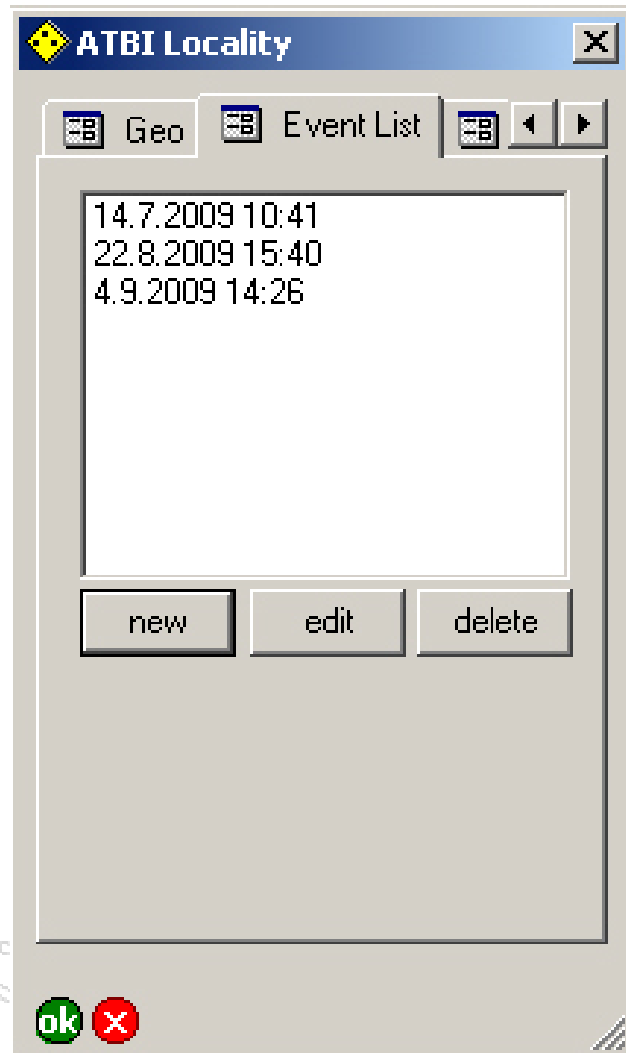 ATBI Locality
Geo
Event List
14.7.2009 10:41
22.8.2009 15:40
4.9.2009 14:26
new
edit
delete
ok